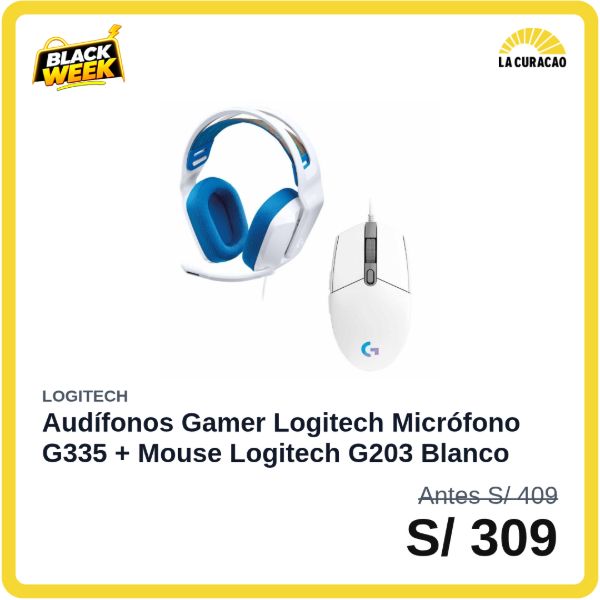 BLACK
WEEK
LA CURACAO
G
LOGITECH
Audífonos Gamer Logitech Micrófono
G335 + Mouse Logitech G203 Blanco
Antes S/ 409
S/ 309